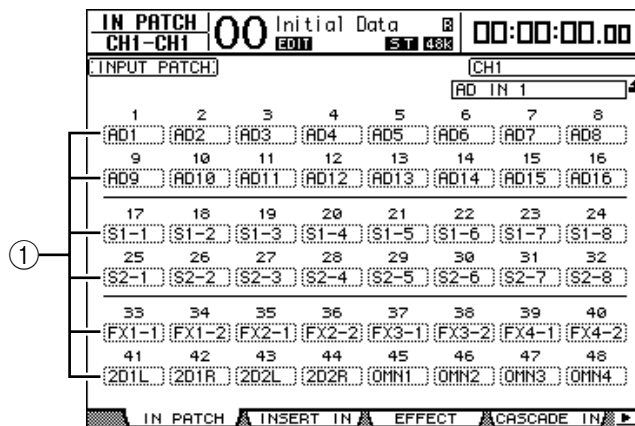 IN PATCH
CH1-CH1
00
Initial Data R
EDIT ST 48K
00:00:00.00
INPUT PATCH
CH1
AD IN 1
1 2 3 4 5 6 7 8
AD1 AD2 AD3 AD4 AD5 AD6 AD7 AD8
9 10 11 12 13 14 15 16
AD9 AD10 AD11 AD12 AD13 AD14 AD15 AD16
17 18 19 20 21 22 23 24
S1-1 S1-2 S1-3 S1-4 S1-5 S1-6 S1-7 S1-8
①
25 26 27 28 29 30 31 32
S2-1 S2-2 S2-3 S2-4 S2-5 S2-6 S2-7 S2-8
33 34 35 36 37 38 39 40
FX1-1 FX1-2 FX2-1 FX2-2 FX3-1 FX3-2 FX4-1 FX4-2
41 42 43 44 45 46 47 48
2D1L 2D1R 2D2L 2D2R OMN1 OMN2 OMN3 OMN4
IN PATCH INSERT IN EFFECT CASCADE IN